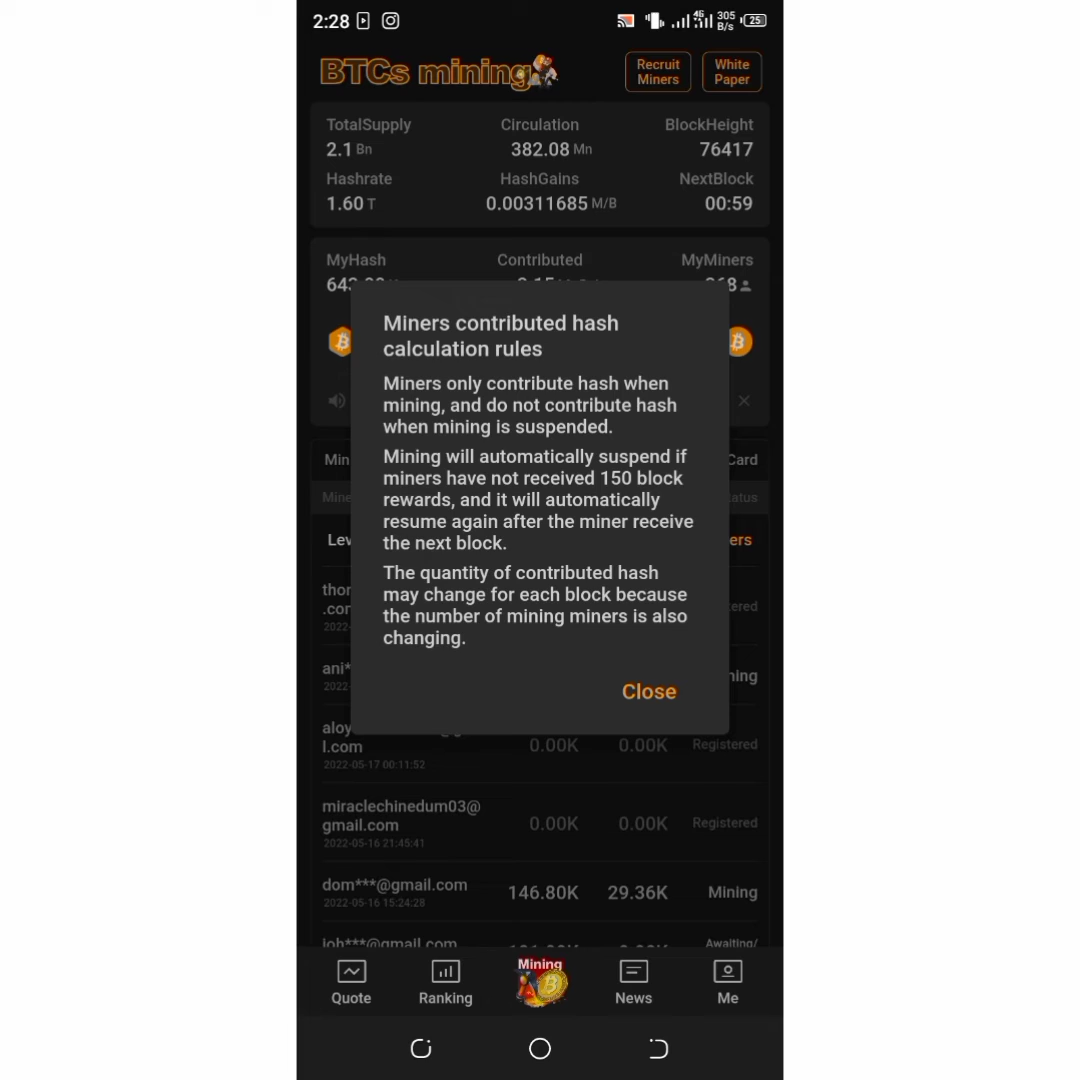 2:28
4G 305 B/s 25
BTCs mining
Recruit Miners
White Paper
TotalSupply Circulation BlockHeight
2.1 Bn 382.08 Mn 76417
Hashrate HashGains NextBlock
1.60 T 0.00311685 M/B 00:59
MyHash Contributed MyMiners
Miners contributed hash
calculation rules
Miners only contribute hash when
mining, and do not contribute hash
when mining is suspended.
Mining will automatically suspend if
miners have not received 150 block
rewards, and it will automatically
resume again after the miner receive
the next block.
The quantity of contributed hash
may change for each block because
the number of mining miners is also
changing.
Close
Card
l.com 0.00K 0.00K Registered
2022-05-17 00:11:52
miraclechinedum03@
gmail.com 0.00K 0.00K Registered
2022-05-16 21:45:41
dom***@gmail.com 146.80K 29.36K Mining
2022-05-16 15:24:28
Awaiting/
Mining
Quote Ranking News Me